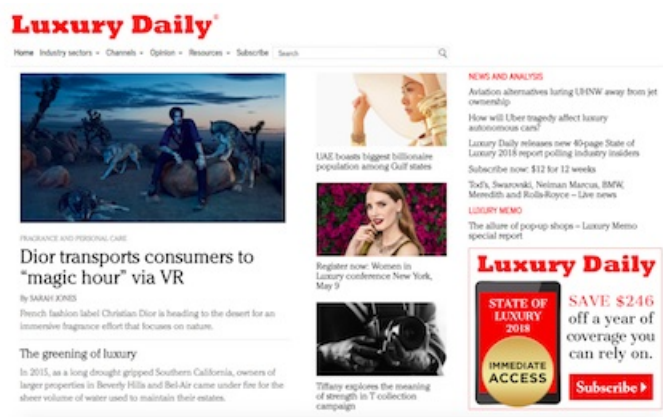 Luxury Daily®
Home Industry sectors Channels Opinion Resources Subscribe Search
FRAGRANCE AND PERSONAL CARE
Dior transports consumers to
“magic hour” via VR
By SARAH JONES
French fashion label Christian Dior is heading to the desert for an
immersive fragrance effort that focuses on nature.
The greening of luxury
In 2015, as a long drought gripped Southern California, owners of
larger properties in Beverly Hills and Bel-Air came under fire for the
sheer volume of water used to maintain their estates.
UAE boasts biggest billionaire
population among Gulf states
Register now: Women in
Luxury conference New York,
May 9
Tiffany explores the meaning
of strength in T collection
campaign
NEWS AND ANALYSIS
Aviation alternatives luring UHNW away from jet
ownership
How will Uber tragedy affect luxury
autonomous cars?
Luxury Daily releases new 40-page State of
Luxury 2018 report polling industry insiders
Subscribe now: $12 for 12 weeks
Tod's, Swarovski, Neiman Marcus, BMW,
Meredith and Rolls-Royce – Live news
LUXURY MEMO
The allure of pop-up shops – Luxury Memo
special report
Luxury Daily
STATE OF
LUXURY
2018
IMMEDIATE
ACCESS
SAVE $246
off a year of
coverage you
can rely on.
Subscribe